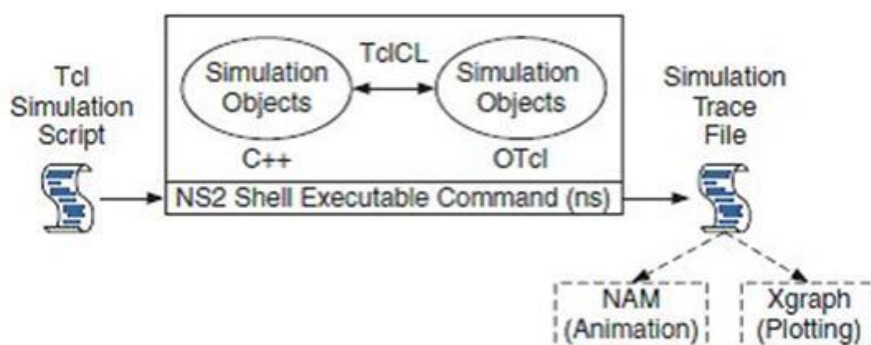 Tcl
Simulation
Script
TclCL
Simulation
Objects
C++
Simulation
Objects
OTcl
NS2 Shell Executable Command (ns)
Simulation
Trace
File
NAM
(Animation)
Xgraph
(Plotting)